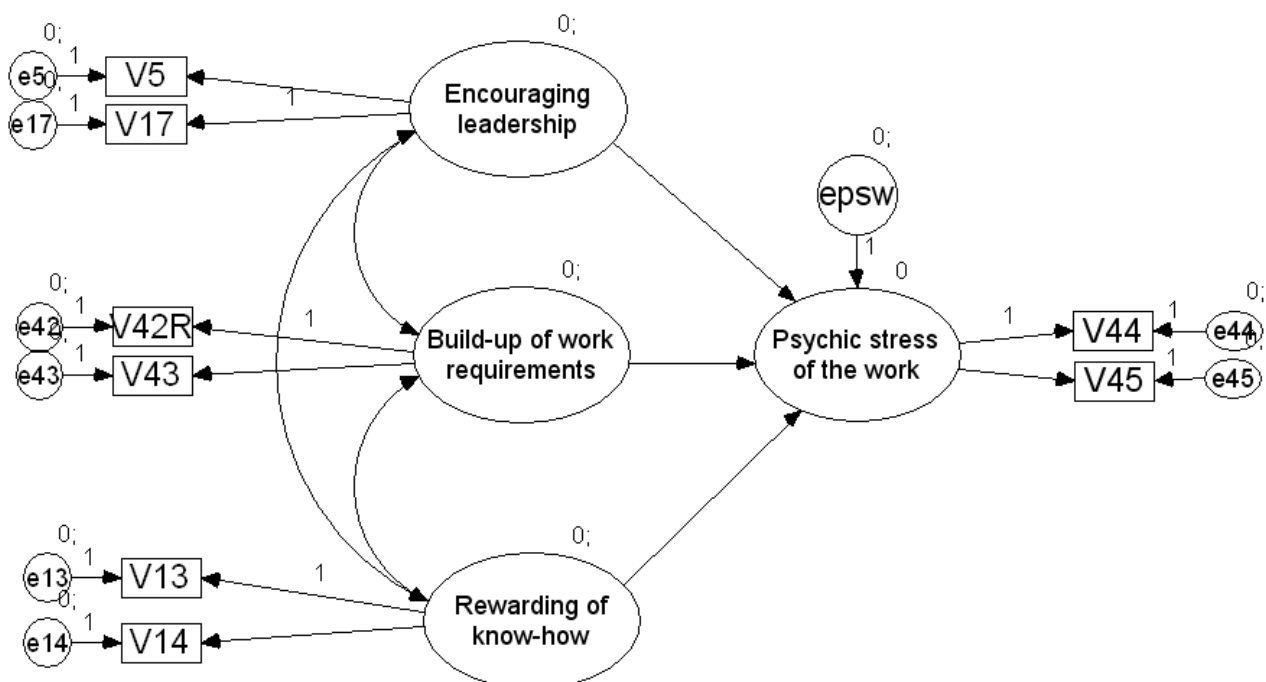 0;
1
e5
V5
0;
1
e17
V17
1
0;
Encouraging
leadership
0;
epsw
1
0
0;
1
e42
V42R
0;
1
e43
V43
1
0;
Build-up of work
requirements
Psychic stress
of the work
1
V44
1
0;
e44
V45
1
0;
e45
0;
1
e13
V13
0;
1
e14
V14
1
0;
Rewarding of
know-how